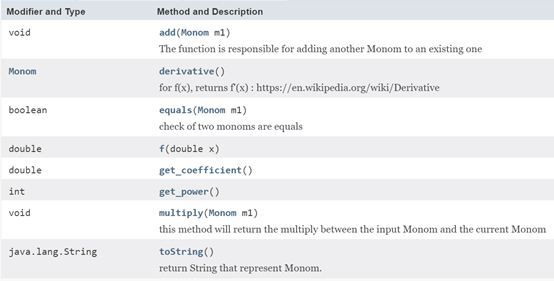 Modifier and Type Method and Description
void add(Monom m1)
The function is responsible for adding another Monom to an existing one
Monom derivative()
for f(x), returns f'(x) : https://en.wikipedia.org/wiki/Derivative
boolean equals(Monom m1)
check of two monoms are equals
double f(double x)
double get_coefficient()
int get_power()
void multiply(Monom m1)
this method will return the multiply between the input Monom and the current Monom
java.lang.String toString()
return String that represent Monom.